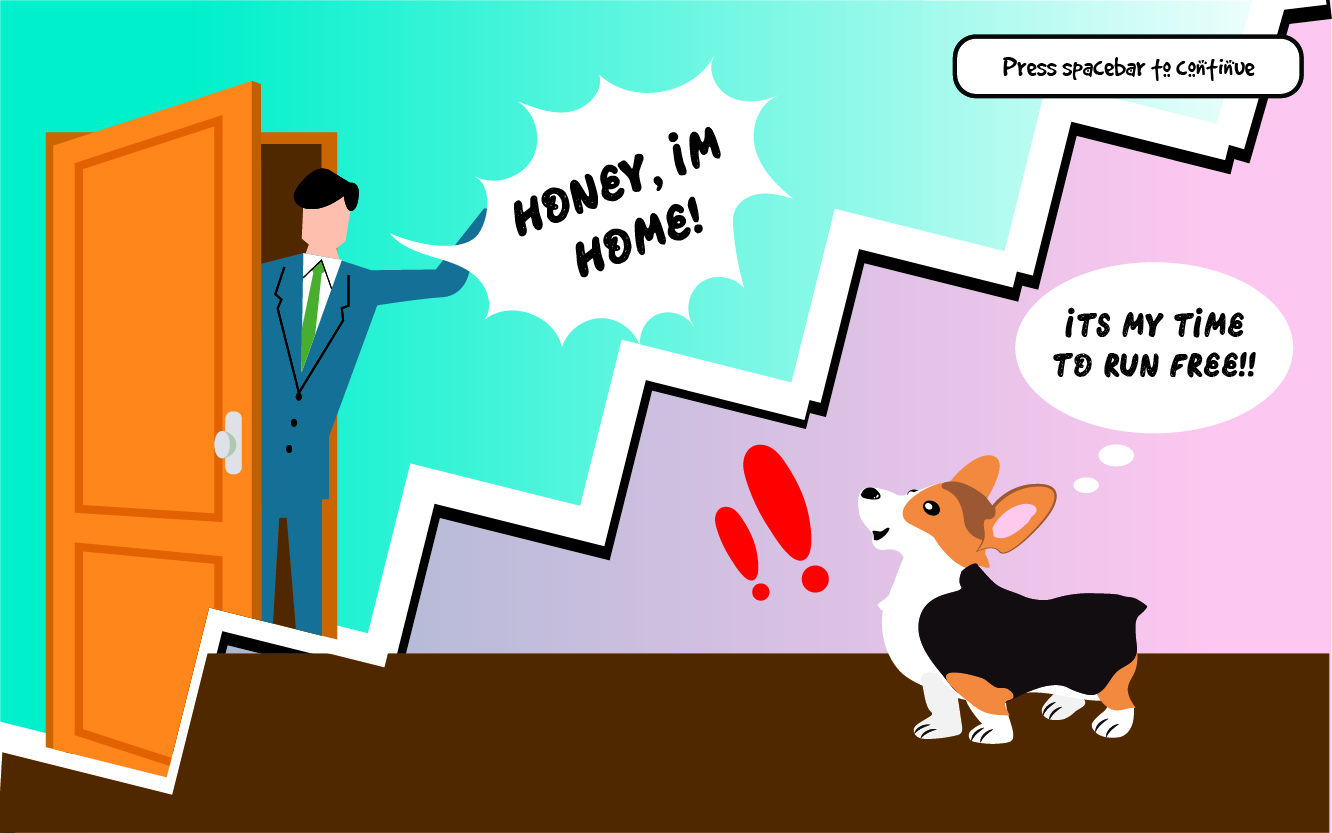 Press spacebar to continue
HONEY, IM
HOME!
ITS MY TIME
TO RUN FREE!!